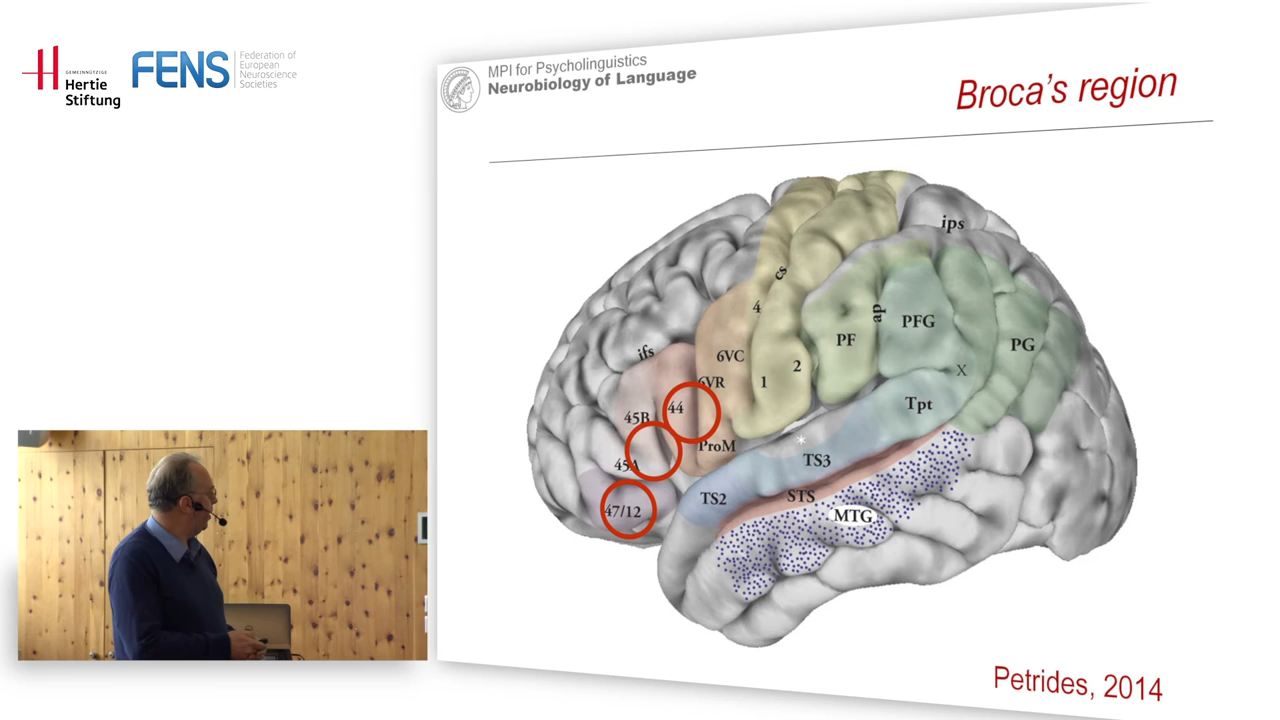 GEMEINNÜTZIGE
Hertie
Stiftung
FENS
Federation of
European
Neuroscience
Societies
MPI for Psycholinguistics
Neurobiology of Language
Broca's region
ips
cs
4
ap
PFG
PF
PG
ifs
6VC
2
6VR
1
X
44
45B
Tpt
ProM
*
TS3
45A
STS
TS2
47/12
MTG
Petrides, 2014